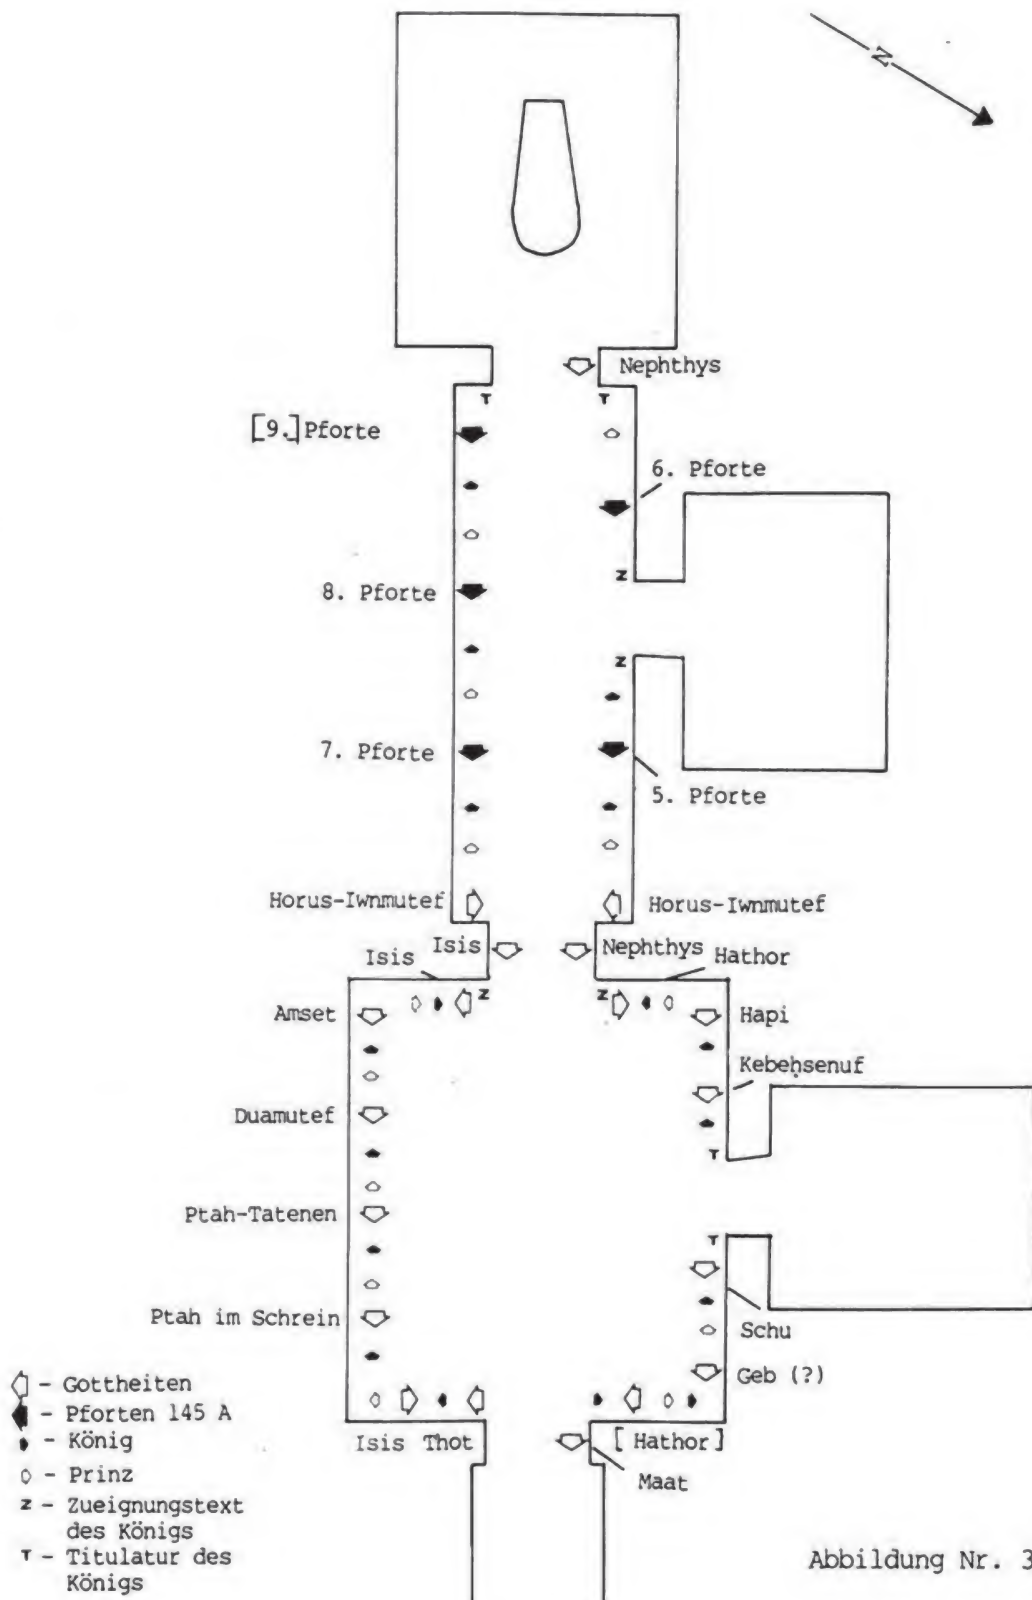 N
Nephthys
T T
[9.] Pforte
6. Pforte
Z
8. Pforte
Z
7. Pforte
5. Pforte
Horus-Iwnmutef Horus-Iwnmutef
Isis Nephthys
Isis Hathor
Z Z
Amset Hapi
Kebehsenuf
Duamutef
T
Ptah-Tatenen
T
Ptah im Schrein
Schu
Geb (?)
Isis Thot [Hathor]
Maat
- Gottheiten
- Pforten 145 A
- König
- Prinz
Z - Zueignungstext
des Königs
T - Titulatur des
Königs
Abbildung Nr. 3